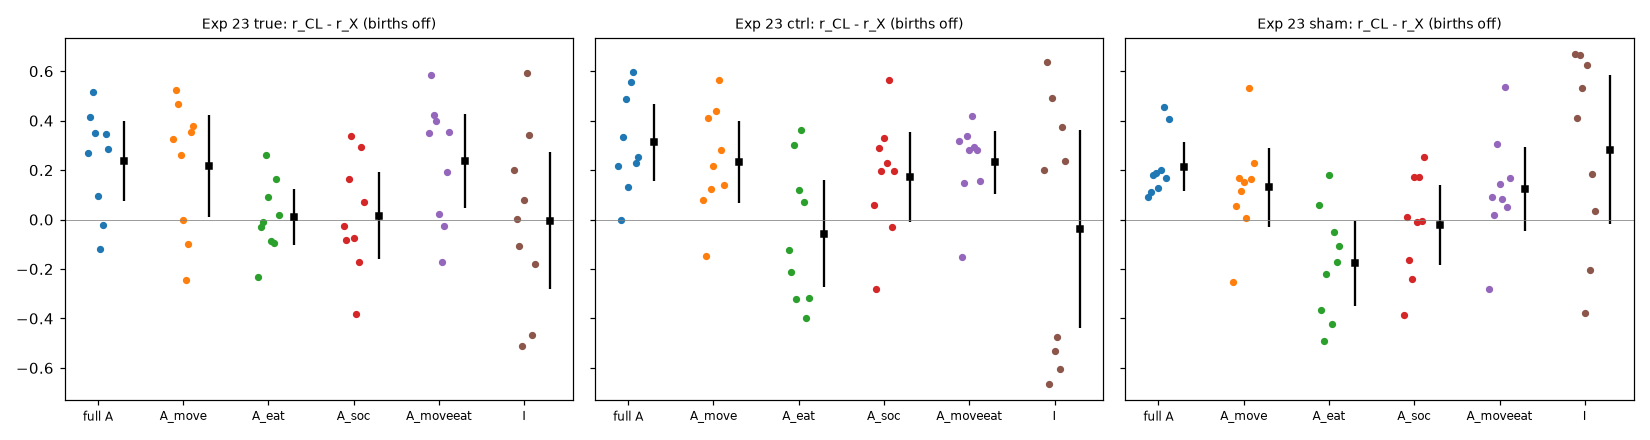 Exp 23 true: r_CL - r_X (births off)
Exp 23 ctrl: r_CL - r_X (births off)
Exp 23 sham: r_CL - r_X (births off)
0.6
0.4
0.2
0.0
−0.2
−0.4
−0.6
full A A_move A_eat A_soc A_moveeat I
full A A_move A_eat A_soc A_moveeat I
full A A_move A_eat A_soc A_moveeat I